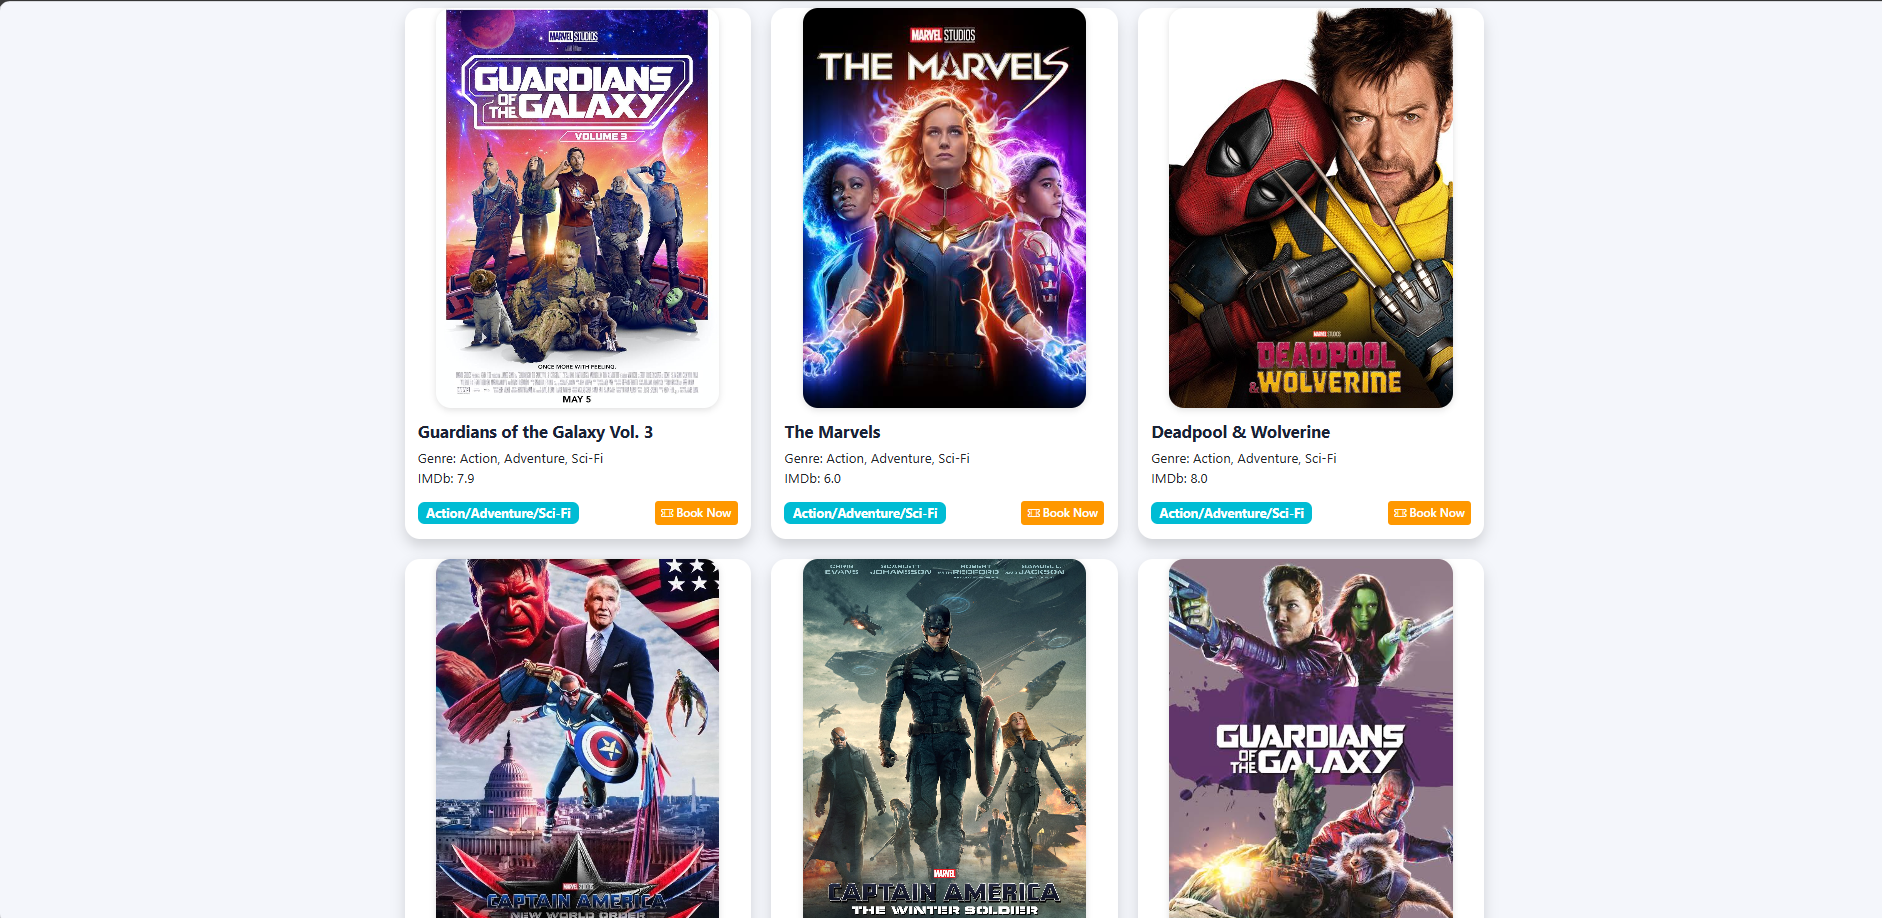 MARVEL STUDIOS
GUARDIANS
OF THE GALAXY
VOLUME 3
ONCE MORE WITH FEELING.
MAY 5
Guardians of the Galaxy Vol. 3
Genre: Action, Adventure, Sci-Fi
IMDb: 7.9
Action/Adventure/Sci-Fi
Book Now
MARVEL STUDIOS
THE MARVELS
The Marvels
Genre: Action, Adventure, Sci-Fi
IMDb: 6.0
Action/Adventure/Sci-Fi
Book Now
MARVEL STUDIOS
DEADPOOL
& WOLVERINE
Deadpool & Wolverine
Genre: Action, Adventure, Sci-Fi
IMDb: 8.0
Action/Adventure/Sci-Fi
Book Now
MARVEL STUDIOS
CAPTAIN AMERICA
NEW WORLD ORDER
EVANS JOHANSSON REDFORD JACKSON
MARVEL
CAPTAIN AMERICA
THE WINTER SOLDIER
GUARDIANS
OF THE GALAXY